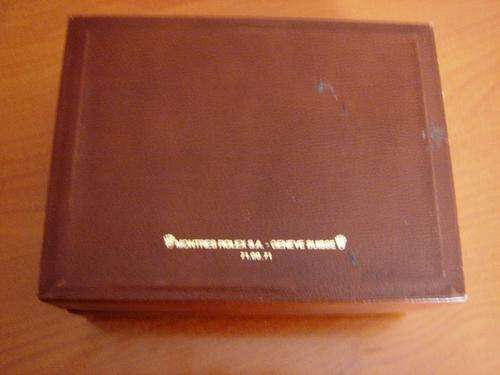 MONTRES ROLEX S.A. - GENEVE SUISSE
71.00.71